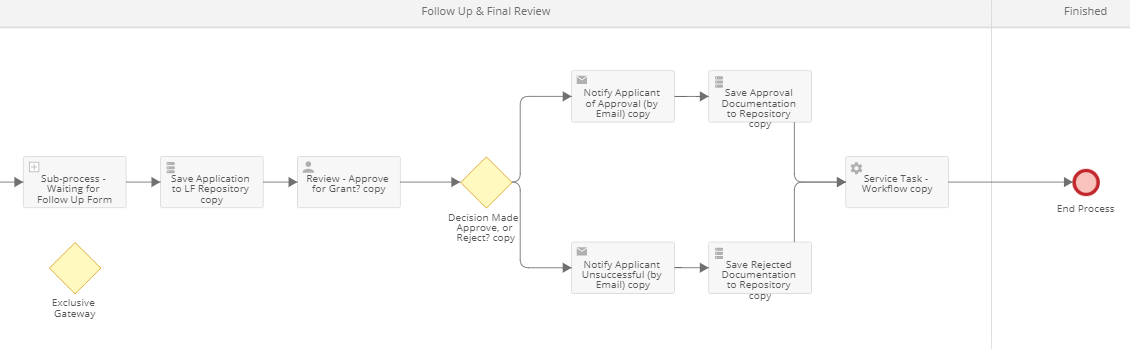 Follow Up & Final Review
Finished
Sub-process -
Waiting for
Follow Up Form
Save Application
to LF Repository
copy
Review - Approve
for Grant? copy
Decision Made
Approve, or
Reject? copy
Notify Applicant
of Approval (by
Email) copy
Save Approval
Documentation
to Repository
copy
Notify Applicant
Unsuccessful (by
Email) copy
Save Rejected
Documentation
to Repository
copy
Service Task -
Workflow copy
End Process
Exclusive
Gateway